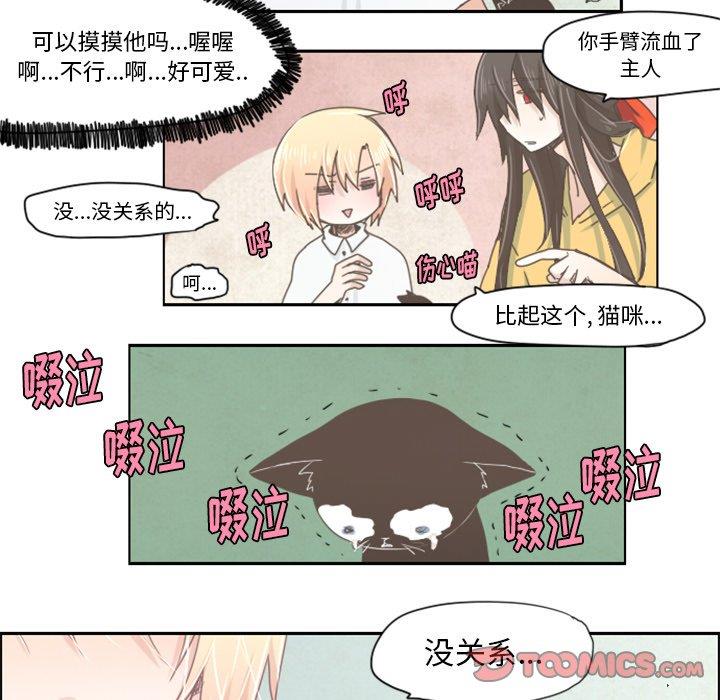 可以摸摸他吗...喔喔
啊...不行...啊...好可爱..
你手臂流血了
主人
呼
呼呼
没...没关系的...
呼
伤心喵
呵...
比起这个, 猫咪...
啜泣
啜泣
啜泣
啜泣
啜泣
没关系...
TOOMICS.COM